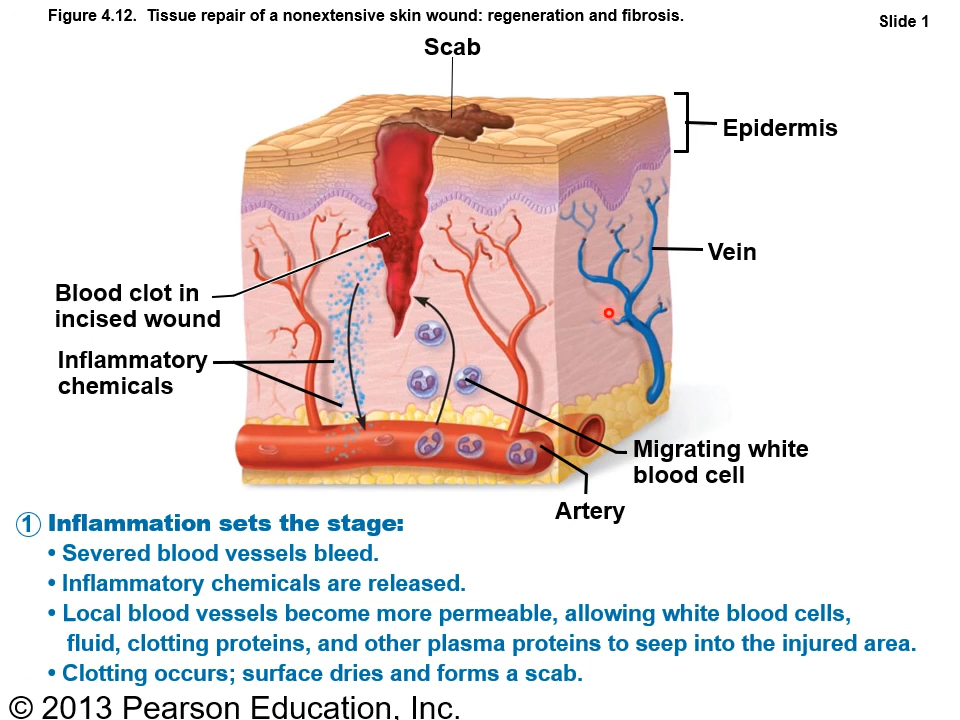 Figure 4.12.  Tissue repair of a nonextensive skin wound: regeneration and fibrosis.
Slide 1
Scab
Epidermis
Vein
Blood clot in
incised wound
Inflammatory
chemicals
Migrating white
blood cell
Artery
1 Inflammation sets the stage:
• Severed blood vessels bleed.
• Inflammatory chemicals are released.
• Local blood vessels become more permeable, allowing white blood cells,
fluid, clotting proteins, and other plasma proteins to seep into the injured area.
• Clotting occurs; surface dries and forms a scab.
© 2013 Pearson Education, Inc.